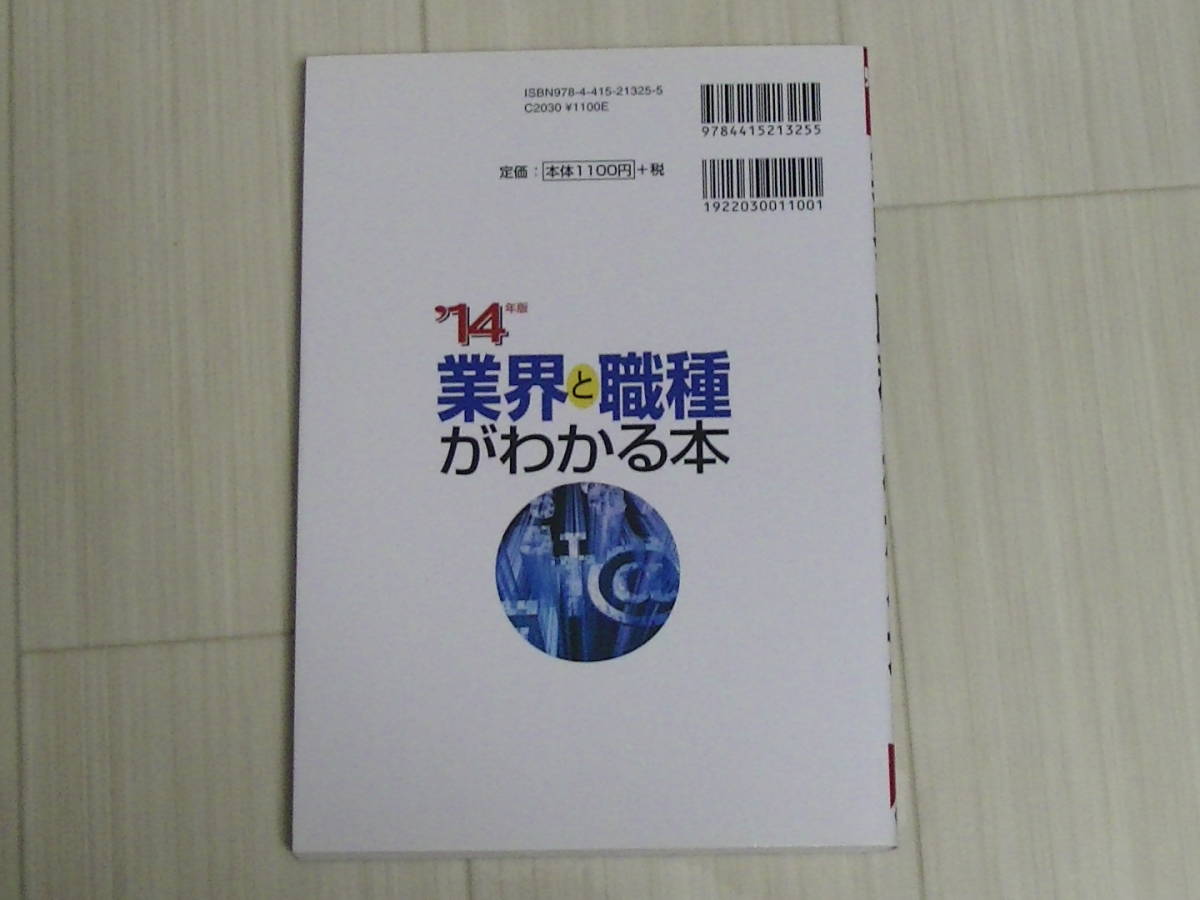 ISBN978-4-415-21325-5
C2030 ¥1100E
9784415213255
定価：本体1100円+税
1922030011001
'14年版
業界と職種
がわかる本
@